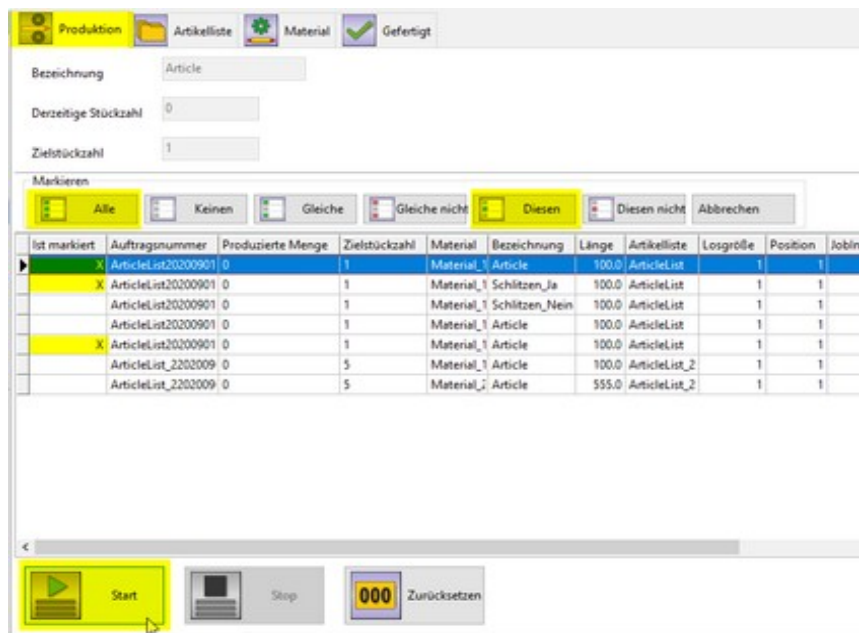 Produktion Artikelliste Material Gefertigt
Bezeichnung Article
Derzeitige Stückzahl 0
Zielstückzahl 1
Markieren
Alle Keinen Gleiche Gleiche nicht Diesen Diesen nicht Abbrechen
Ist markiert Auftragsnummer Produzierte Menge Zielstückzahl Material Bezeichnung Länge Artikelliste Losgröße Position
X ArticleList20200901 0 1 Material_1 Article 100.0 ArticleList 1 1
X ArticleList20200901 0 1 Material_1 Schlitzen_Ja 100.0 ArticleList 1 1
ArticleList20200901 0 1 Material_1 Schlitzen_Nein 100.0 ArticleList 1 1
ArticleList20200901 0 1 Material_1 Article 100.0 ArticleList 1 1
X ArticleList20200901 0 1 Material_1 Article 100.0 ArticleList 1 1
ArticleList_2202009 0 5 Material_1 Article 100.0 ArticleList_2 1 1
ArticleList_2202009 0 5 Material_2 Article 555.0 ArticleList_2 1 1
Start Stop 000 Zurücksetzen